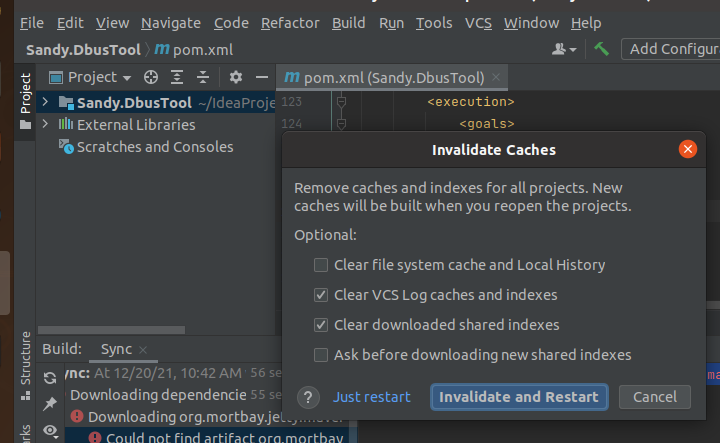 File Edit View Navigate Code Refactor Build Run Tools VCS Window Help
Sandy.DbusTool pom.xml
Add Configura
Project
Project
pom.xml (Sandy.DbusTool)
Sandy.DbusTool ~/IdeaProje
External Libraries
Scratches and Consoles
123 <execution>
124 <goals>
Invalidate Caches
Remove caches and indexes for all projects. New
caches will be built when you reopen the projects.
Optional:
Clear file system cache and Local History
Clear VCS Log caches and indexes
Clear downloaded shared indexes
Ask before downloading new shared indexes
? Just restart Invalidate and Restart Cancel
Structure
Build: Sync
ync: At 12/20/21, 10:42 AM 56 se
Downloading dependencie 55 se
Downloading org.mortbay.jetty:maver
Could not find artifact org.mortbay
ma
rks